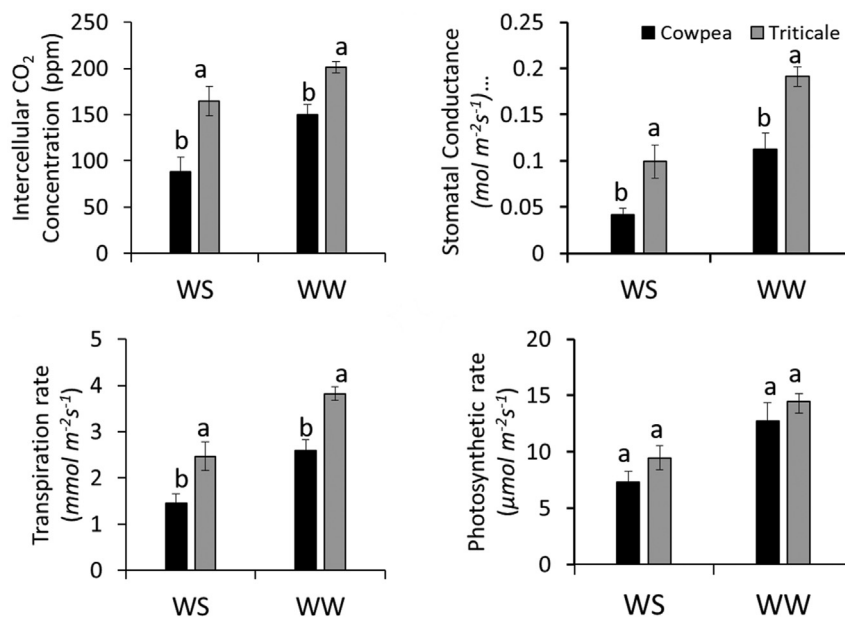 Intercellular CO₂
Concentration (ppm)
250
200
150
100
50
0
b
a
b
a
WS
WW
Stomatal Conductance
(mol m⁻²s⁻¹)...
0.25
0.2
0.15
0.1
0.05
0
Cowpea
Triticale
b
a
b
a
WS
WW
Transpiration rate
(mmol m⁻²s⁻¹)
5
4
3
2
1
0
b
a
b
a
WS
WW
Photosynthetic rate
(µmol m⁻²s⁻¹)
20
15
10
5
0
a
a
a
a
WS
WW